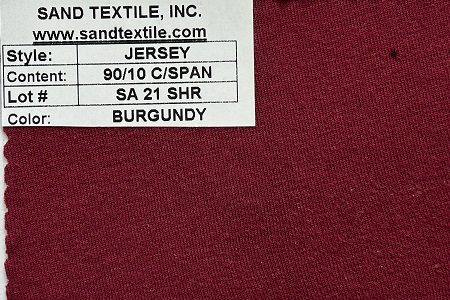 SAND TEXTILE, INC.
www.sandtextile.com
Style: JERSEY
Content: 90/10 C/SPAN
Lot # SA 21 SHR
Color: BURGUNDY